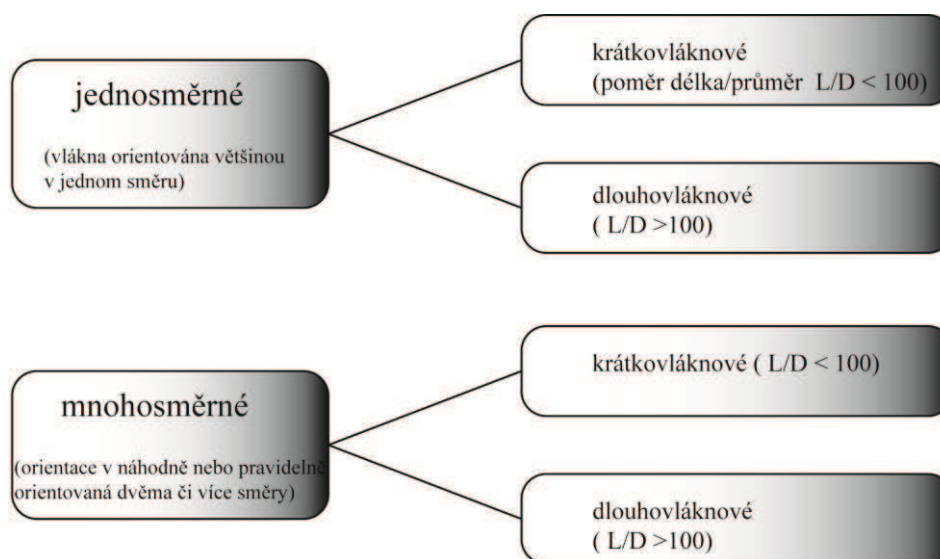 jednosměrné
(vlákna orientována většinou
v jednom směru)
krátkovláknové
(poměr délka/průměr L/D < 100)
dlouhovláknové
( L/D >100)
mnohosměrné
(orientace v náhodně nebo pravidelně
orientovaná dvěma či více směry)
krátkovláknové ( L/D < 100)
dlouhovláknové
( L/D >100)